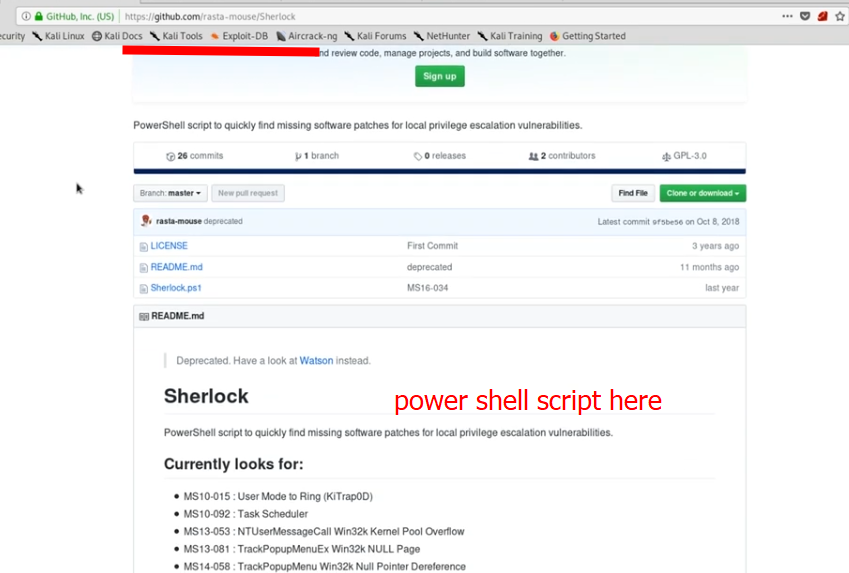 GitHub, Inc. (US) https://github.com/rasta-mouse/Sherlock
ecurity Kali Linux Kali Docs Kali Tools Exploit-DB Aircrack-ng Kali Forums NetHunter Kali Training Getting Started
nd review code, manage projects, and build software together.
Sign up
PowerShell script to quickly find missing software patches for local privilege escalation vulnerabilities.
26 commits 1 branch 0 releases 2 contributors GPL-3.0
Branch: master New pull request Find File Clone or download
rasta-mouse deprecated Latest commit on Oct 8, 2018
LICENSE First Commit 3 years ago
README.md deprecated 11 months ago
Sherlock.ps1 MS16-034 last year
README.md
Deprecated. Have a look at Watson instead.
Sherlock
power shell script here
PowerShell script to quickly find missing software patches for local privilege escalation vulnerabilities.
Currently looks for:
MS10-015 : User Mode to Ring (KiTrap0D)
MS10-092 : Task Scheduler
MS13-053 : NTUserMessageCall Win32k Kernel Pool Overflow
MS13-081 : TrackPopupMenuEx Win32k NULL Page
MS14-058 : TrackPopupMenu Win32k Null Pointer Dereference